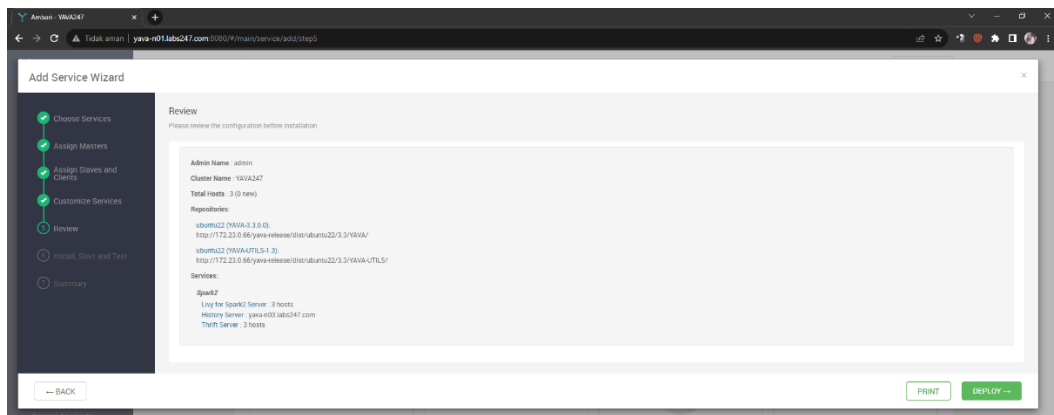 Ambari - YAVA247
Tidak aman | yava-n01.labs247.com:8080/#/main/service/add/step5
Add Service Wizard
Choose Services
Assign Masters
Assign Slaves and
Clients
Customize Services
5 Review
6 Install, Start and Test
7 Summary
Review
Please review the configuration before installation
Admin Name : admin
Cluster Name : YAVA247
Total Hosts : 3 (0 new)
Repositories:
ubuntu22 (YAVA-3.3.0.0):
http://172.23.0.66/yava-release/dist/ubuntu22/3.3/YAVA/
ubuntu22 (YAVA-UTILS-1.3):
http://172.23.0.66/yava-release/dist/ubuntu22/3.3/YAVA-UTILS/
Services:
Spark2
Livy for Spark2 Server : 3 hosts
History Server : yava-n03.labs247.com
Thrift Server : 3 hosts
← BACK
PRINT
DEPLOY →